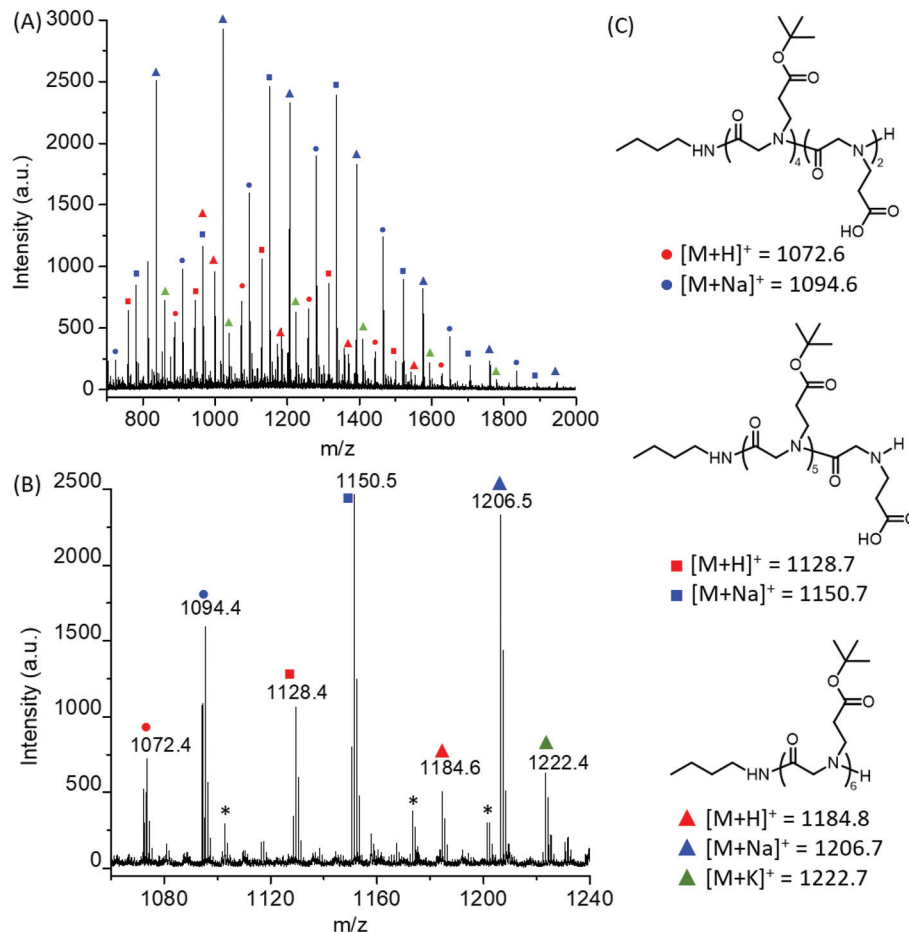 (A)
3000
2500
2000
1500
1000
500
0
Intensity (a.u.)
800 1000 1200 1400 1600 1800 2000
m/z
(B)
2500
2000
1500
1000
500
0
Intensity (a.u.)
1072.4
1094.4
*
1128.4
1150.5
*
1184.6
*
1206.5
1222.4
1080 1120 1160 1200 1240
m/z
(C)
O O
O N H
NH ( ) 4 ( N ) 2
O
HO O
[M+H]+ = 1072.6
[M+Na]+ = 1094.6
O O
O O H
NH ( N ) 5 N
O
HO O
[M+H]+ = 1128.7
[M+Na]+ = 1150.7
O O
O
NH ( N ) 6 H
[M+H]+ = 1184.8
[M+Na]+ = 1206.7
[M+K]+ = 1222.7